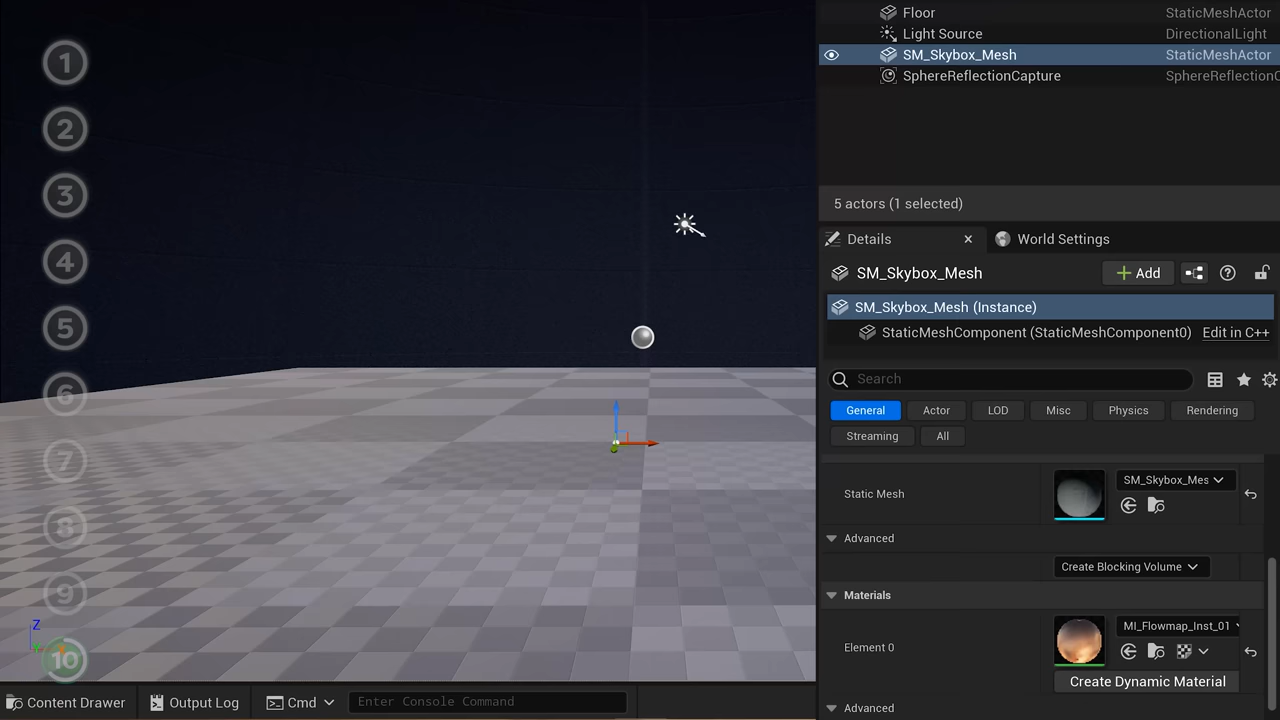 Floor StaticMeshActor
Light Source DirectionalLight
SM_Skybox_Mesh StaticMeshActor
SphereReflectionCapture SphereReflectionC
5 actors (1 selected)
Details World Settings
SM_Skybox_Mesh Add
SM_Skybox_Mesh (Instance)
StaticMeshComponent (StaticMeshComponent0) Edit in C++
Search
General Actor LOD Misc Physics Rendering
Streaming All
Static Mesh SM_Skybox_Mes
Advanced
Create Blocking Volume
Materials
Element 0 MI_Flowmap_Inst_01
Create Dynamic Material
Advanced
1
2
3
4
5
6
7
8
9
10
Z
Content Drawer Output Log Cmd Enter Console Command